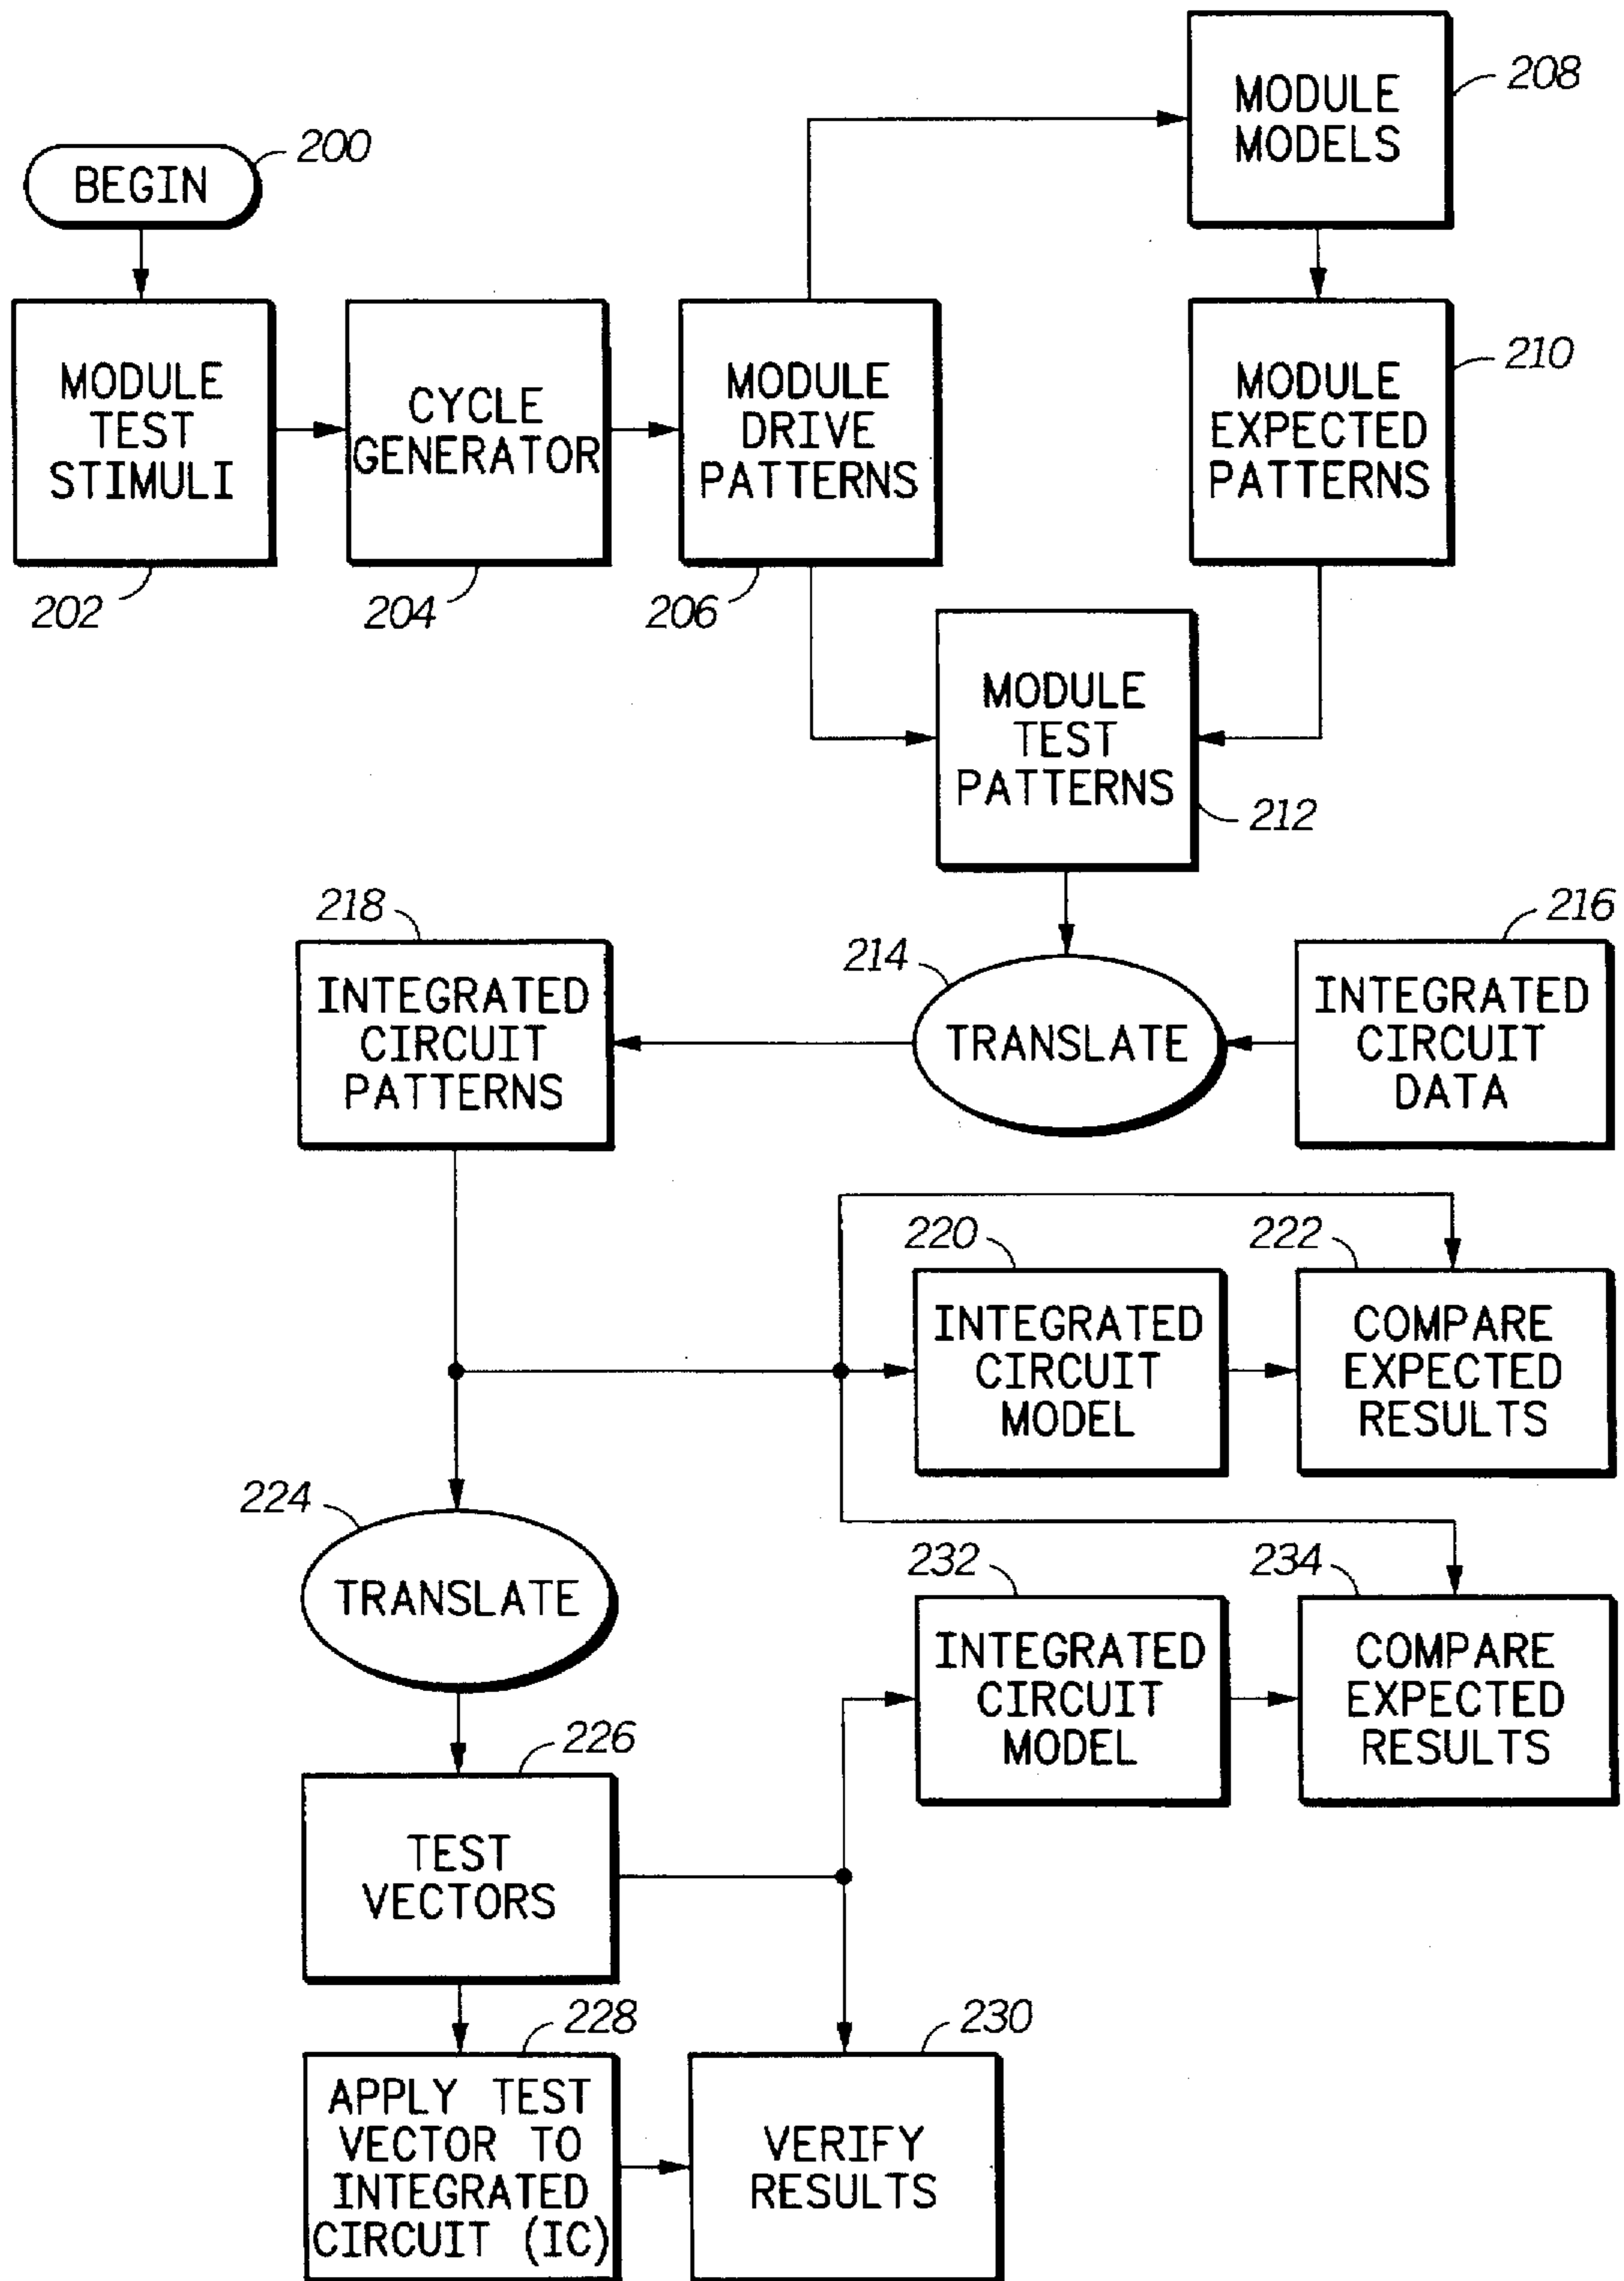 208
MODULE
MODELS
200
BEGIN
MODULE
TEST
STIMULI
202
CYCLE
GENERATOR
204
MODULE
DRIVE
PATTERNS
206
MODULE
EXPECTED
PATTERNS
210
MODULE
TEST
PATTERNS
212
218
INTEGRATED
CIRCUIT
PATTERNS
214
TRANSLATE
216
INTEGRATED
CIRCUIT
DATA
220
INTEGRATED
CIRCUIT
MODEL
222
COMPARE
EXPECTED
RESULTS
224
TRANSLATE
232
INTEGRATED
CIRCUIT
MODEL
234
COMPARE
EXPECTED
RESULTS
226
TEST
VECTORS
228
APPLY TEST
VECTOR TO
INTEGRATED
CIRCUIT (IC)
230
VERIFY
RESULTS